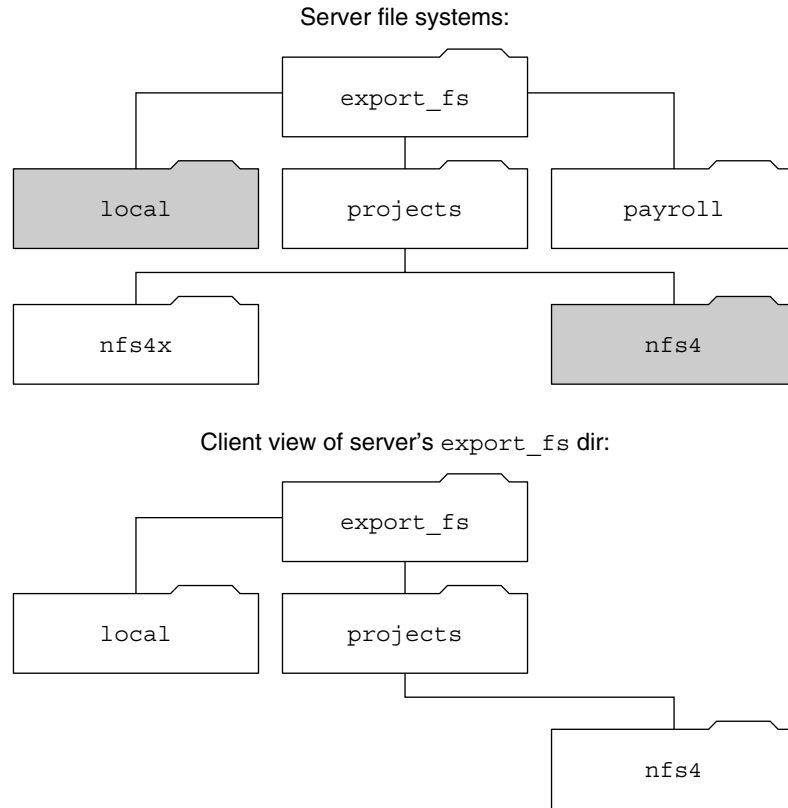 Server file systems:
export_fs
local
projects
payroll
nfs4x
nfs4
Client view of server’s export_fs dir:
export_fs
local
projects
nfs4